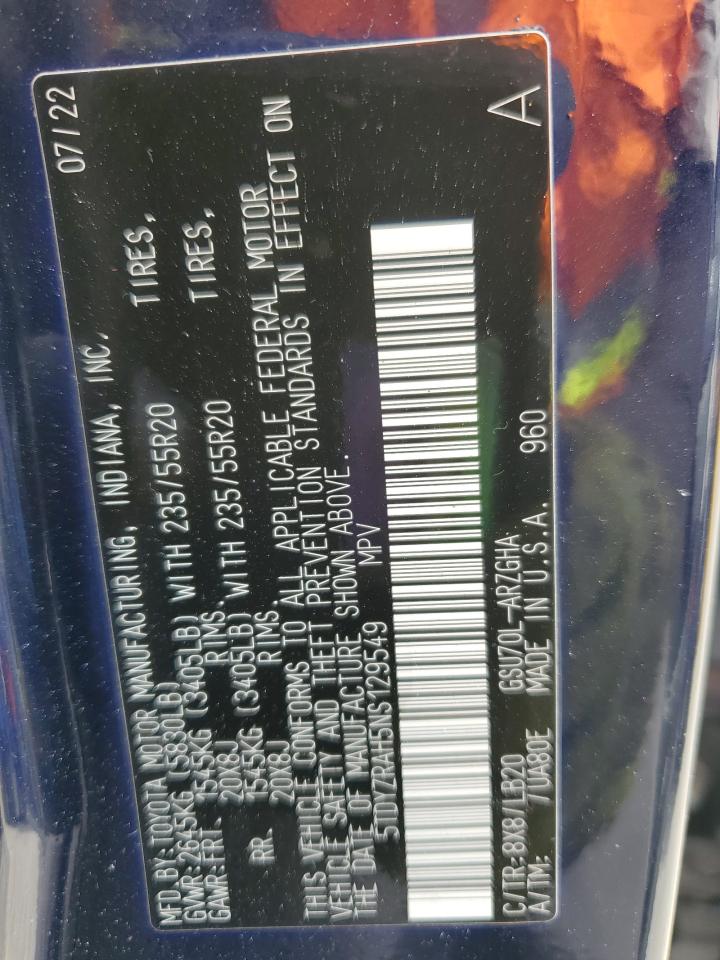 MFD BY: TOYOTA MOTOR MANUFACTURING, INDIANA, INC. 07/22
GVWR: 2645KG (5830LB)
GAWR: FRT. 1545KG (3405LB) WITH 235/55R20 TIRES,
20X8J RIMS.
RR. 1545KG (3405LB) WITH 235/55R20 TIRES,
20X8J RIMS.
THIS VEHICLE CONFORMS TO ALL APPLICABLE FEDERAL MOTOR
VEHICLE SAFETY AND THEFT PREVENTION STANDARDS IN EFFECT ON
THE DATE OF MANUFACTURE SHOWN ABOVE.
5TDYZRAH5NS129549 MPV
C/TR: 8X8/LB20 GSU70L-ARZGHA
A/TM: /UA80E MADE IN U.S.A. 960 A